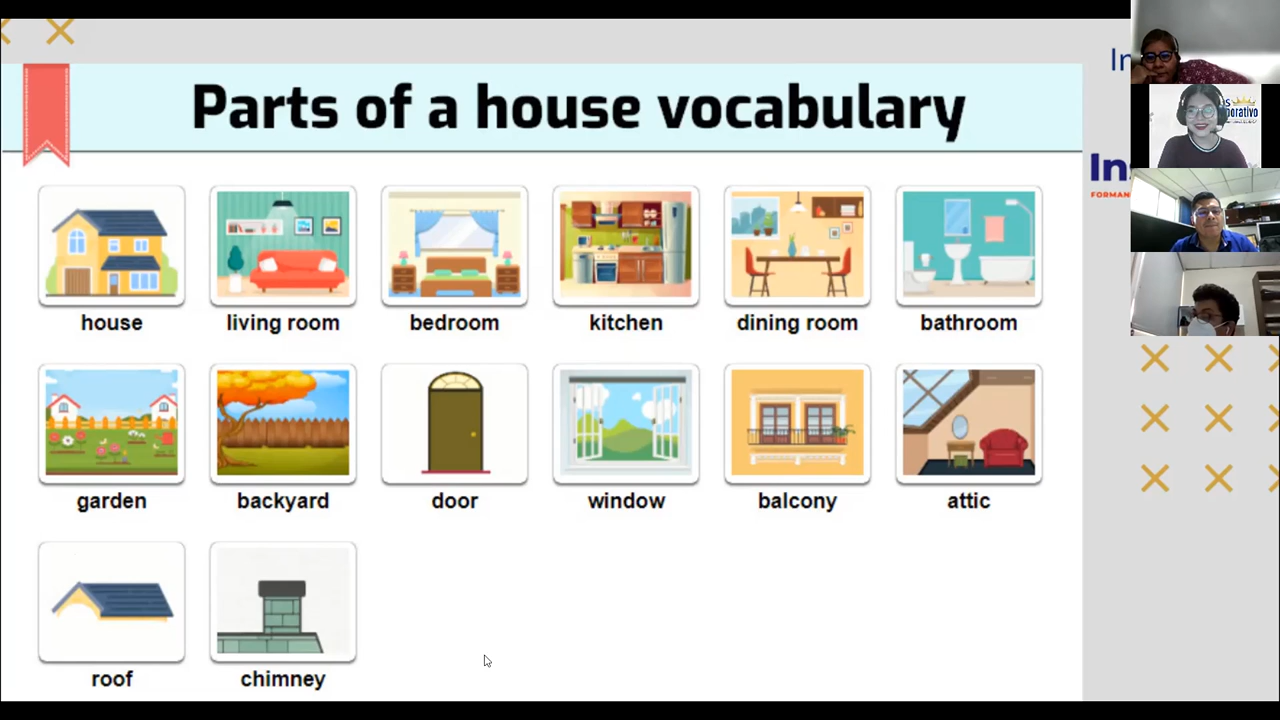 Parts of a house vocabulary
house living room bedroom kitchen dining room bathroom
garden backyard door window balcony attic
roof chimney